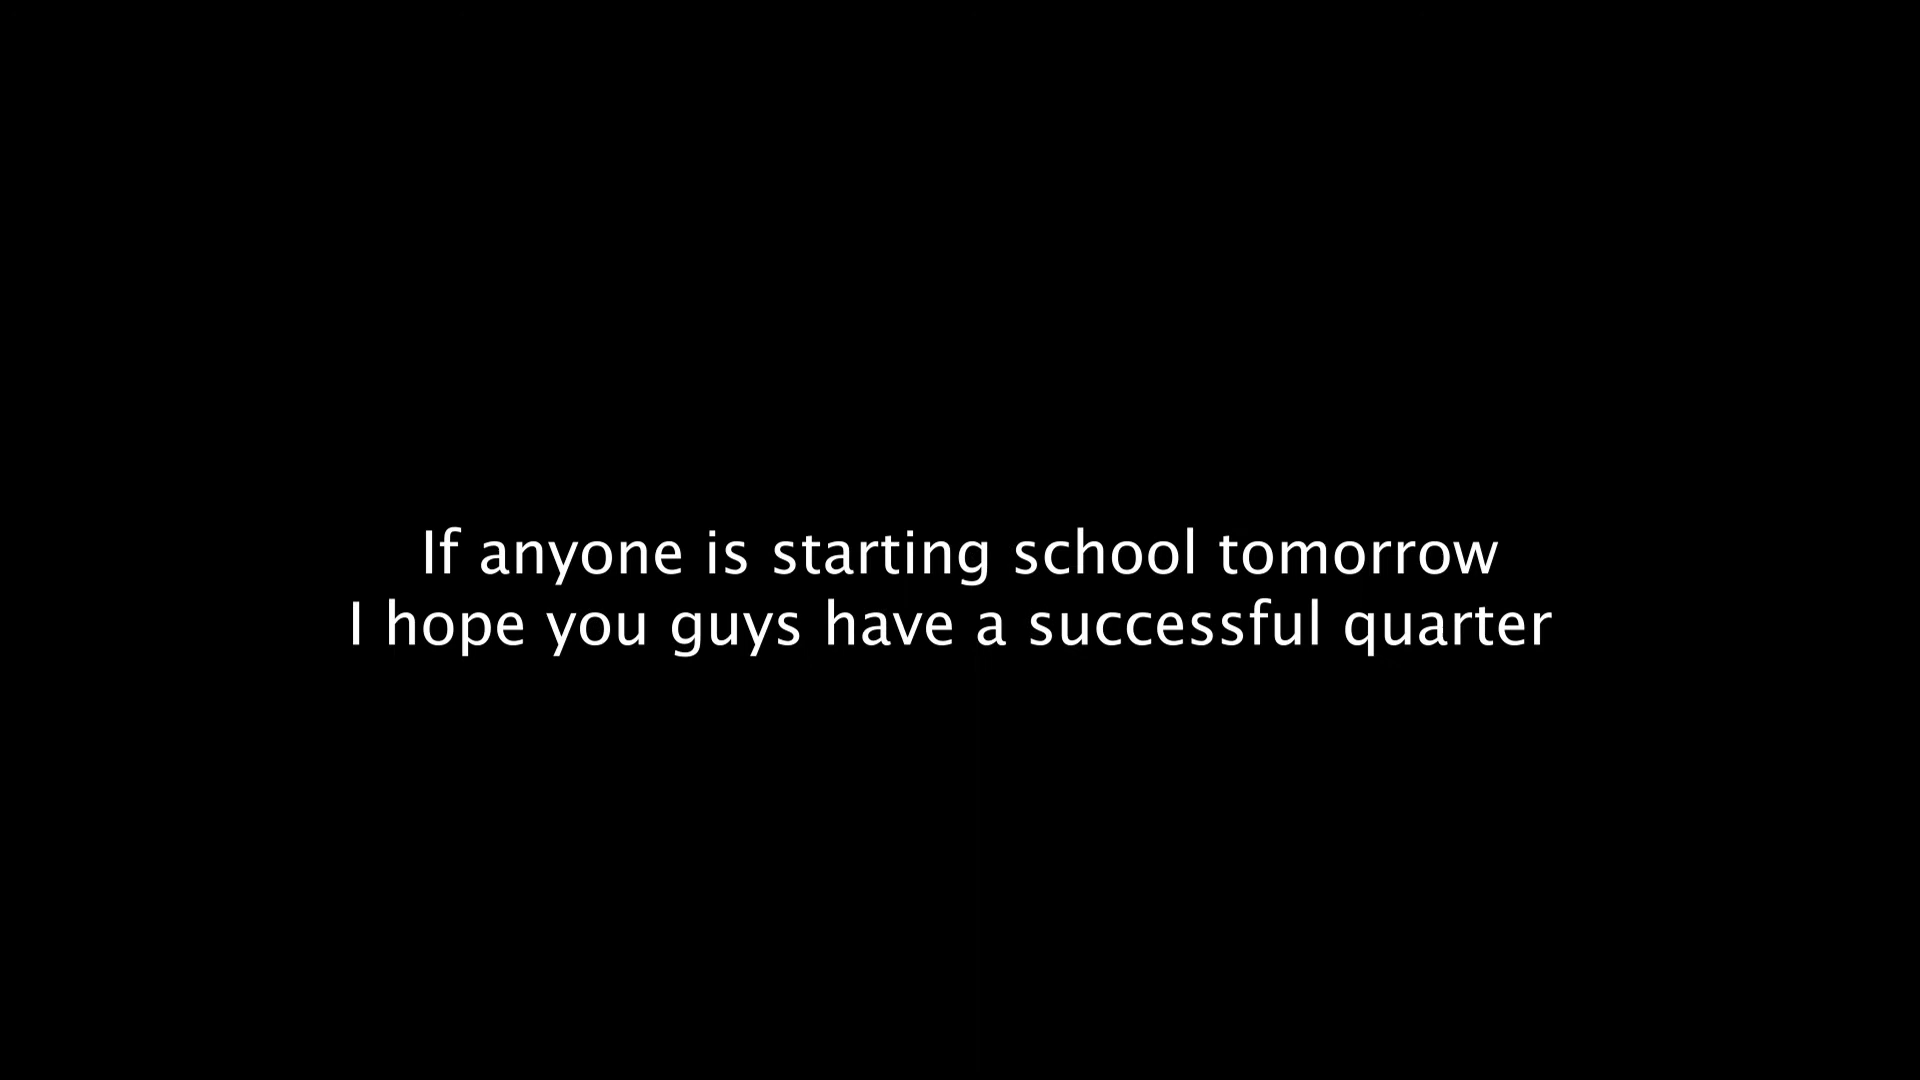 If anyone is starting school tomorrow
I hope you guys have a successful quarter